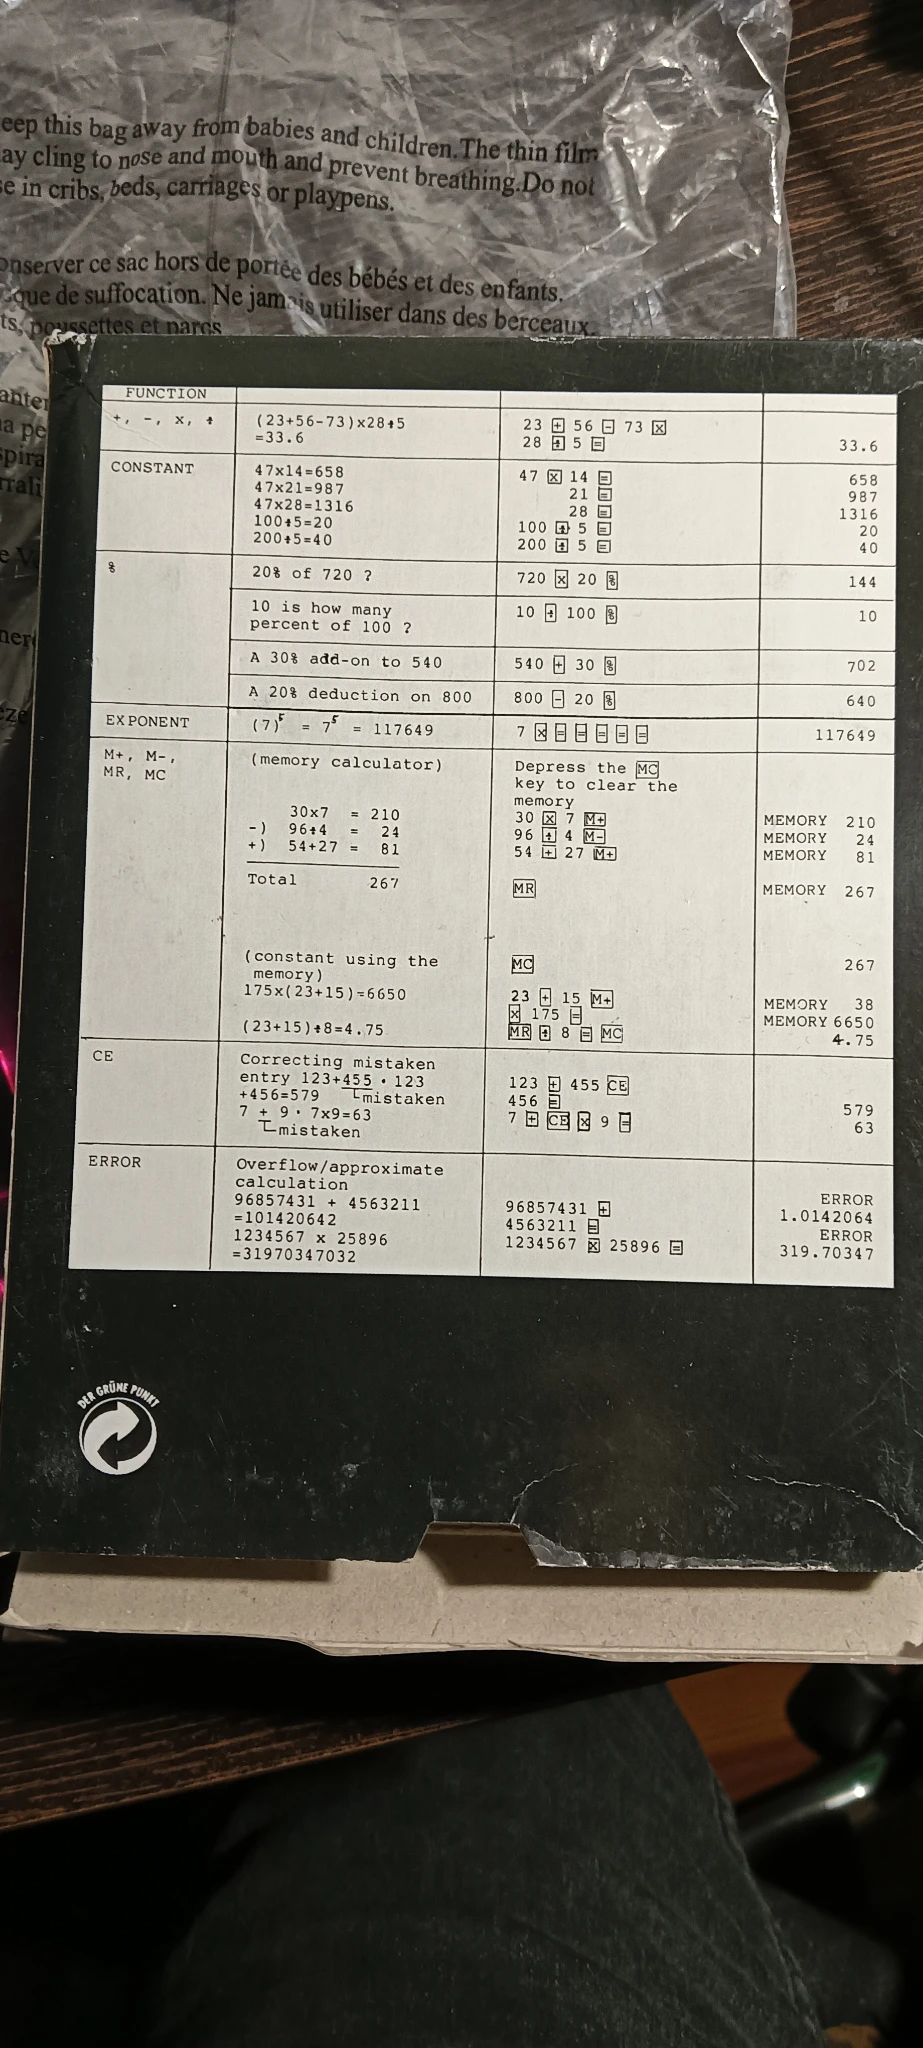 eep this bag away from babies and children.The thin film
ay cling to nose and mouth and prevent breathing.Do not
se in cribs, beds, carriages or playpens.
onserver ce sac hors de portée des bébés et des enfants.
sque de suffocation. Ne jamais utiliser dans des berceaux.
ts, poussettes et parcs
FUNCTION
+, -, x, ÷ (23+56-73)x28÷5 23 + 56 - 73 x
=33.6 28 ÷ 5 = 33.6
CONSTANT 47x14=658 47 x 14 = 658
47x21=987 21 = 987
47x28=1316 28 = 1316
100÷5=20 100 ÷ 5 = 20
200÷5=40 200 ÷ 5 = 40
% 20% of 720 ? 720 x 20 % 144
10 is how many 10 ÷ 100 % 10
percent of 100 ?
A 30% add-on to 540 540 + 30 % 702
A 20% deduction on 800 800 - 20 % 640
EXPONENT (7)⁵ = 7⁵ = 117649 7 x = = = = = 117649
M+, M-, (memory calculator) Depress the MC
MR, MC key to clear the
memory
30x7 = 210 30 x 7 M+ MEMORY 210
-) 96÷4 = 24 96 ÷ 4 M- MEMORY 24
+) 54+27 = 81 54 + 27 M+ MEMORY 81
Total 267 MR MEMORY 267
(constant using the MC 267
memory)
175x(23+15)=6650 23 + 15 M+ MEMORY 38
x 175 = MEMORY 6650
(23+15)÷8=4.75 MR ÷ 8 = MC 4.75
CE Correcting mistaken
entry 123+455 · 123 123 + 455 CE
+456=579 mistaken 456 = 579
7 + 9 · 7x9=63 7 + CE x 9 = 63
mistaken
ERROR Overflow/approximate
calculation ERROR
96857431 + 4563211 96857431 + 1.0142064
=101420642 4563211 = ERROR
1234567 x 25896 1234567 x 25896 = 319.70347
=31970347032
DER GRÜNE PUNKT